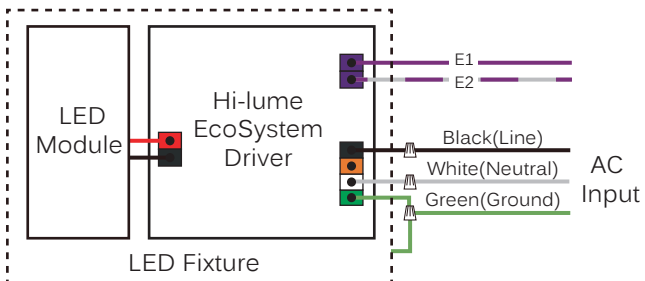 LED
Module
Hi-lume
EcoSystem
Driver
E1
E2
Black(Line)
White(Neutral)
Green(Ground)
AC
Input
LED Fixture